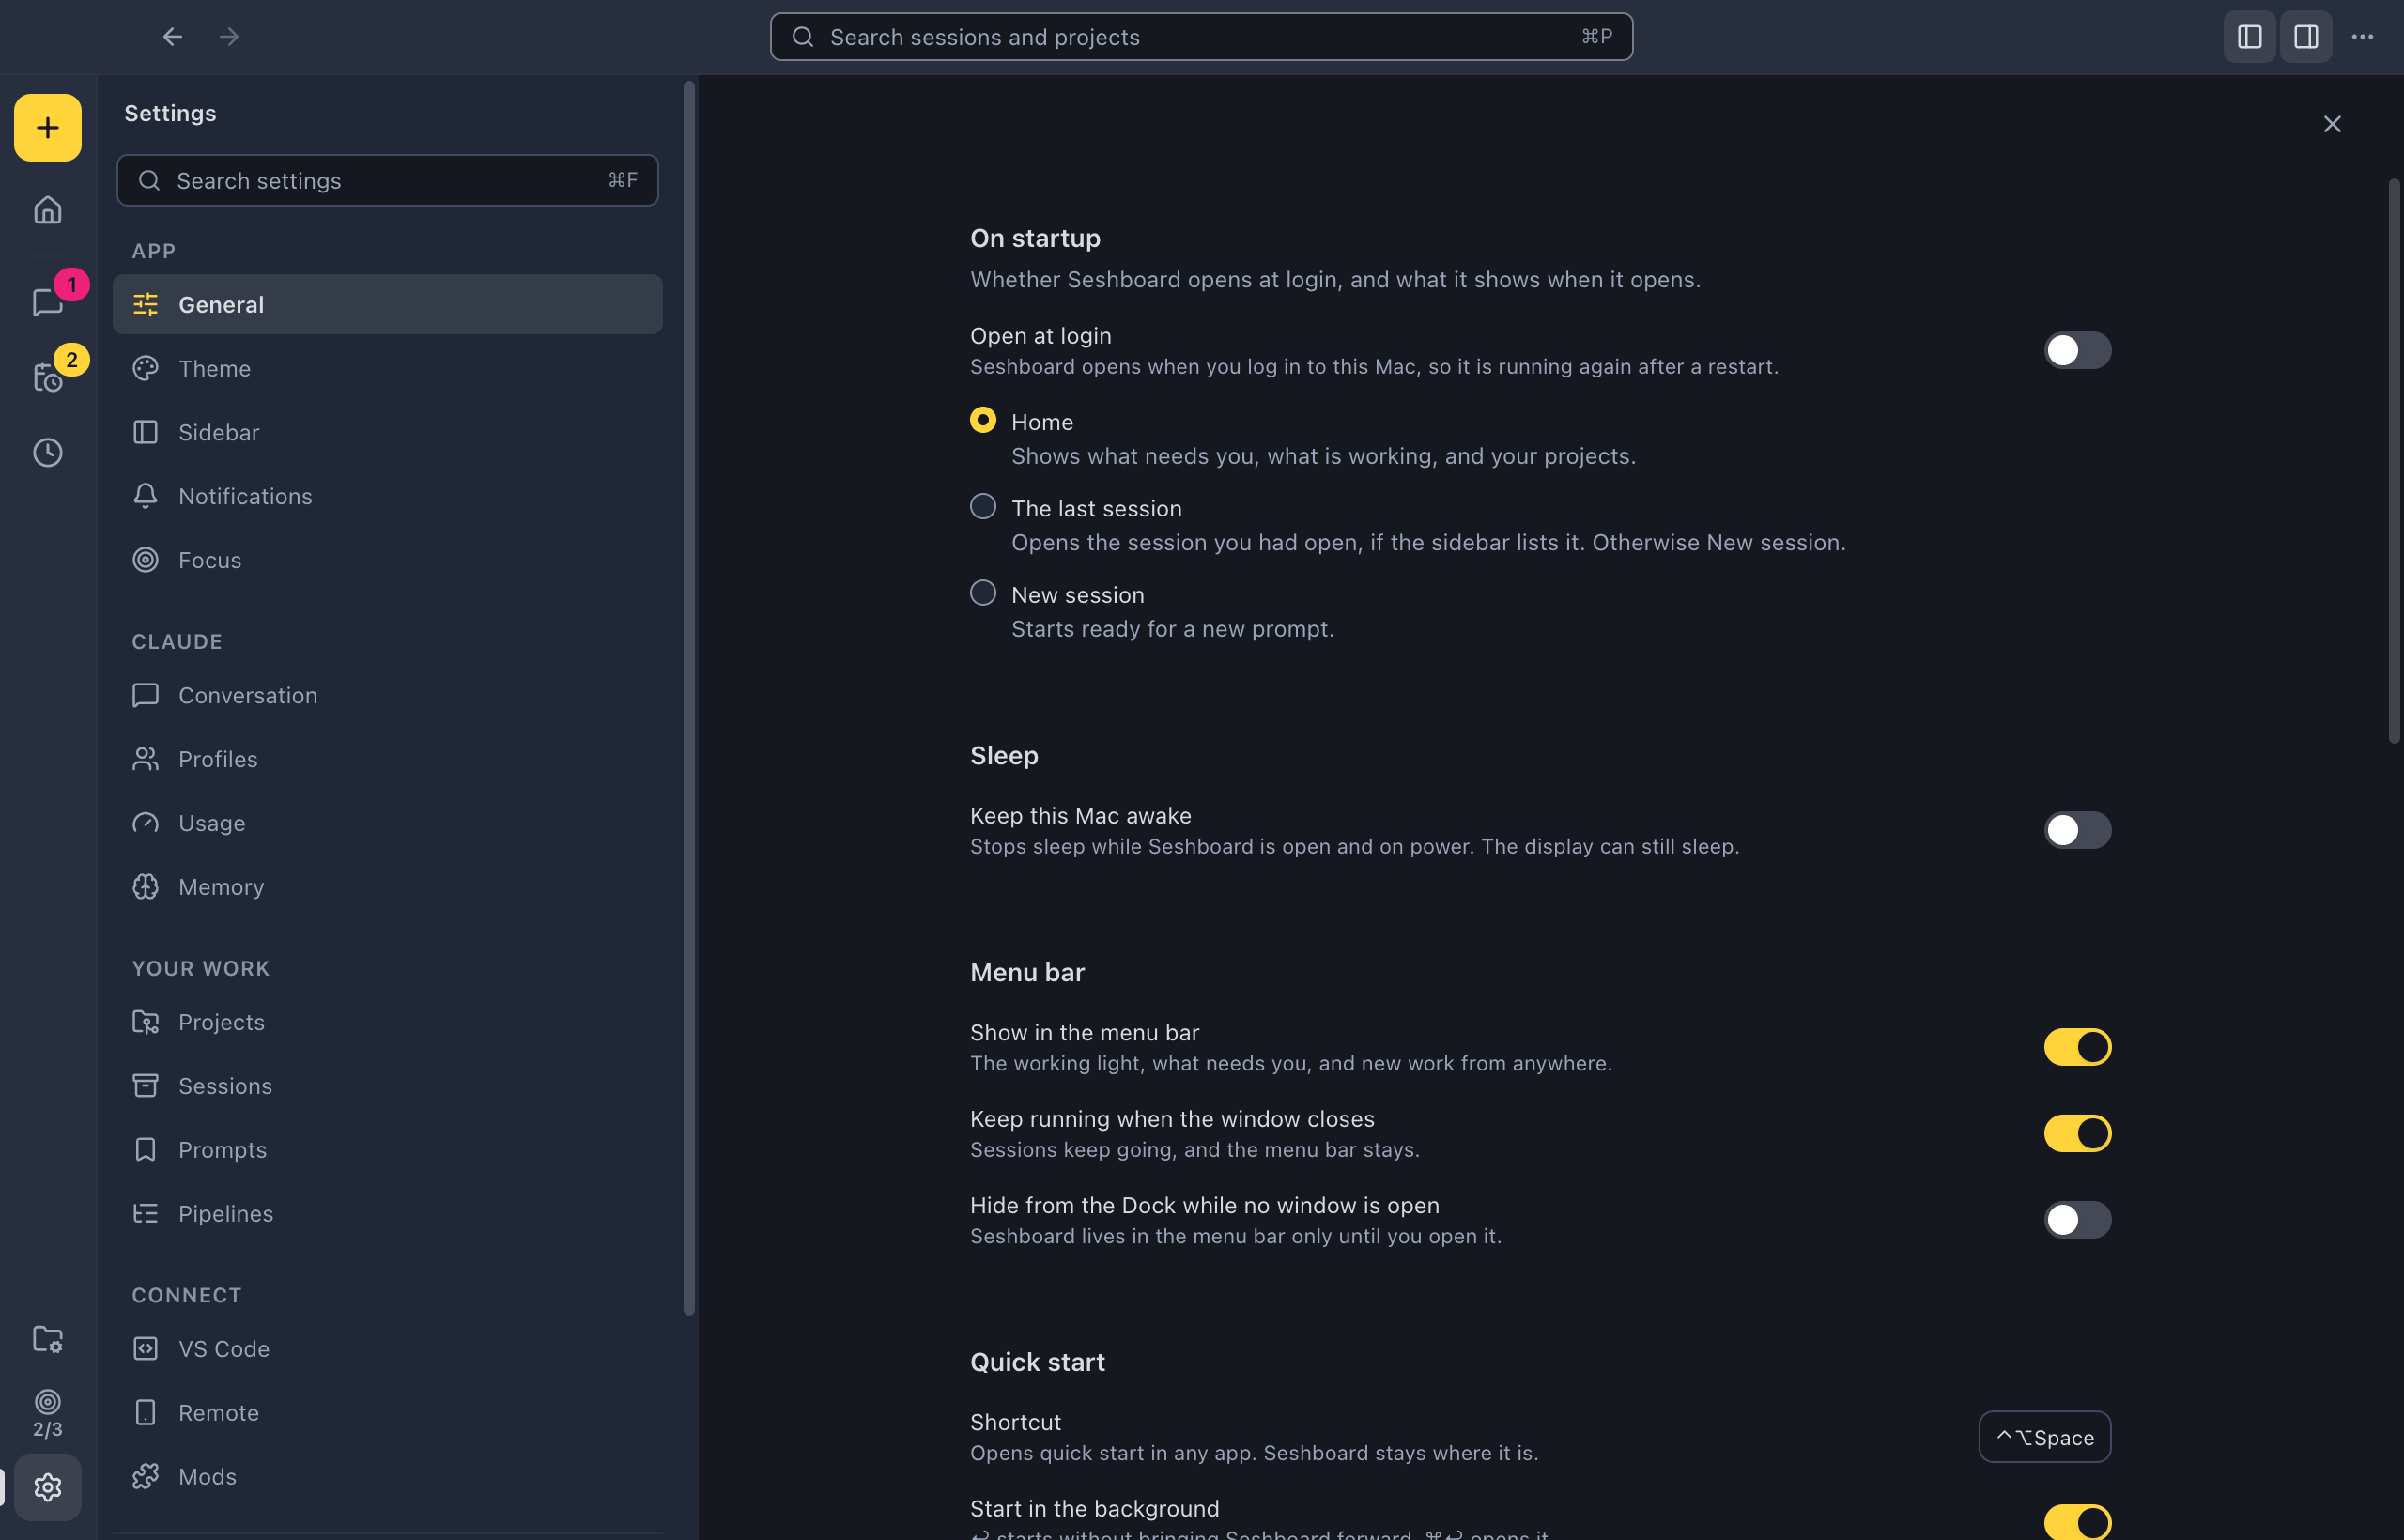 Search sessions and projects ⌘P
Settings
Search settings ⌘F
APP
1
General
2
Theme
Sidebar
Notifications
Focus
CLAUDE
Conversation
Profiles
Usage
Memory
YOUR WORK
Projects
Sessions
Prompts
Pipelines
CONNECT
VS Code
Remote
2/3
Mods
On startup
Whether Seshboard opens at login, and what it shows when it opens.
Open at login
Seshboard opens when you log in to this Mac, so it is running again after a restart.
Home
Shows what needs you, what is working, and your projects.
The last session
Opens the session you had open, if the sidebar lists it. Otherwise New session.
New session
Starts ready for a new prompt.
Sleep
Keep this Mac awake
Stops sleep while Seshboard is open and on power. The display can still sleep.
Menu bar
Show in the menu bar
The working light, what needs you, and new work from anywhere.
Keep running when the window closes
Sessions keep going, and the menu bar stays.
Hide from the Dock while no window is open
Seshboard lives in the menu bar only until you open it.
Quick start
Shortcut
Opens quick start in any app. Seshboard stays where it is.
⌃⌥Space
Start in the background
↩ starts without bringing Seshboard forward. ⌘↩ opens it.